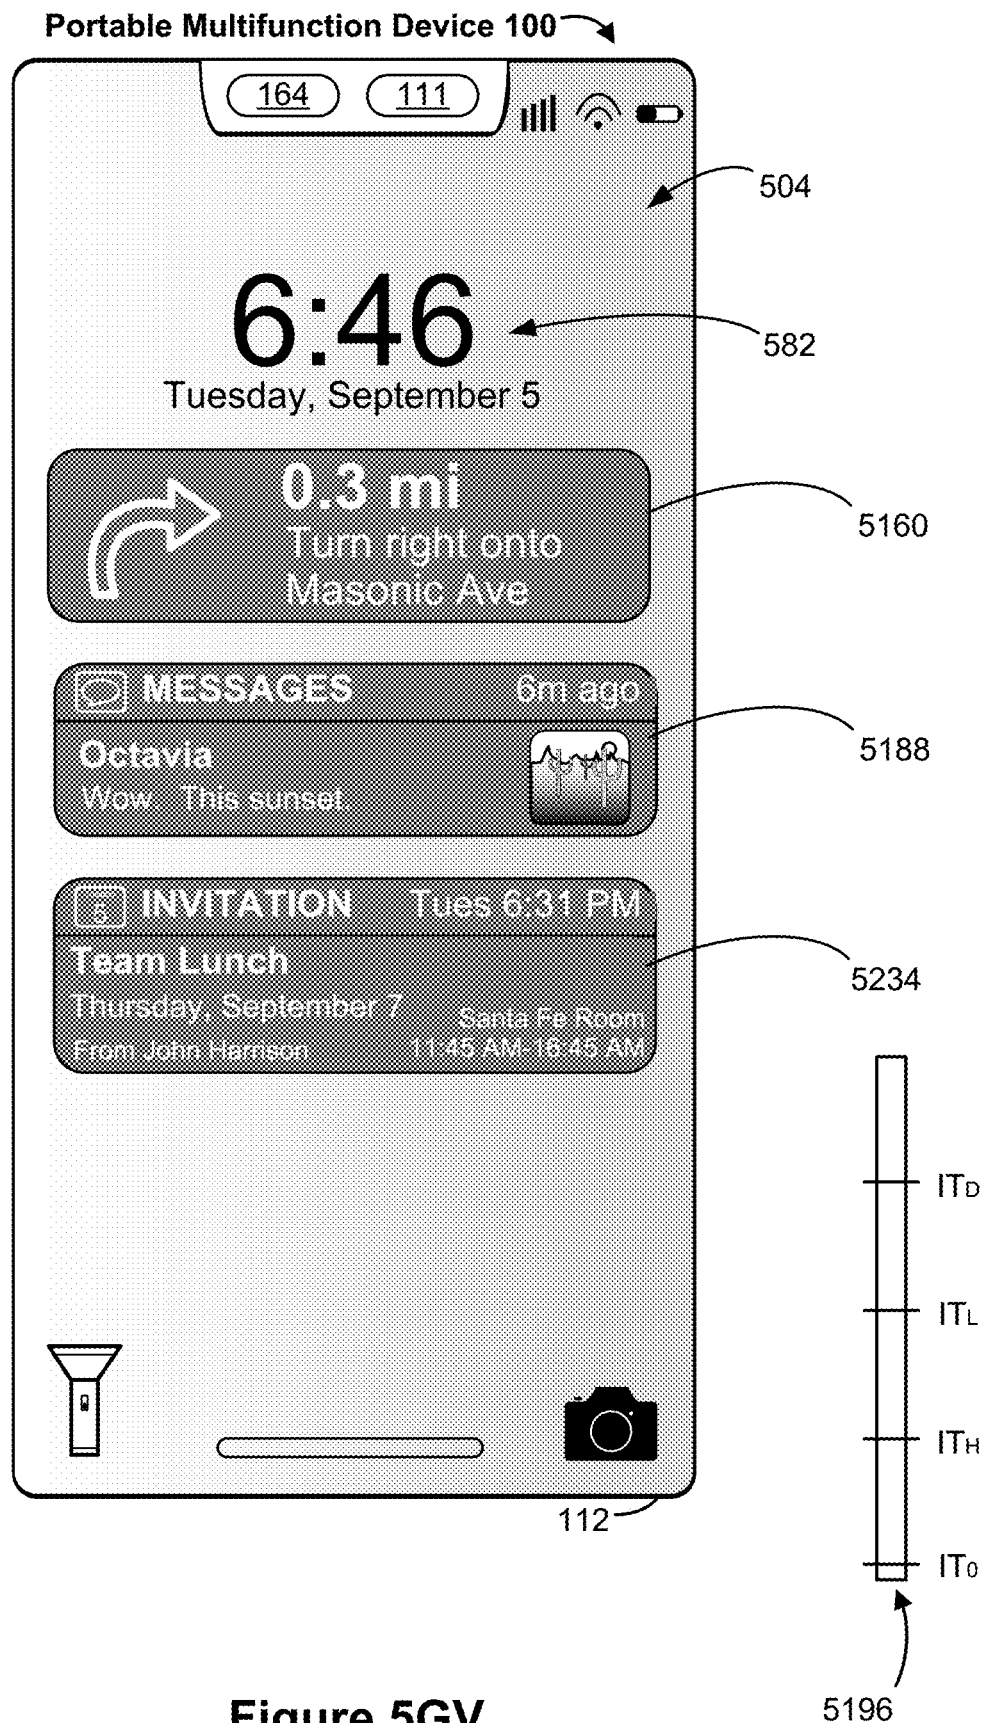 Portable Multifunction Device 100
164 111
504
6:46
582
Tuesday, September 5
0.3 mi
Turn right onto
Masonic Ave
5160
MESSAGES 6m ago
Octavia
Wow. This sunset.
5188
5 INVITATION Tues 6:31 PM
Team Lunch
Thursday, September 7
Santa Fe Room
From John Harrison 11:45 AM-16:45 AM
5234
ITD
ITL
ITH
IT0
112
5196
Figure 5GV